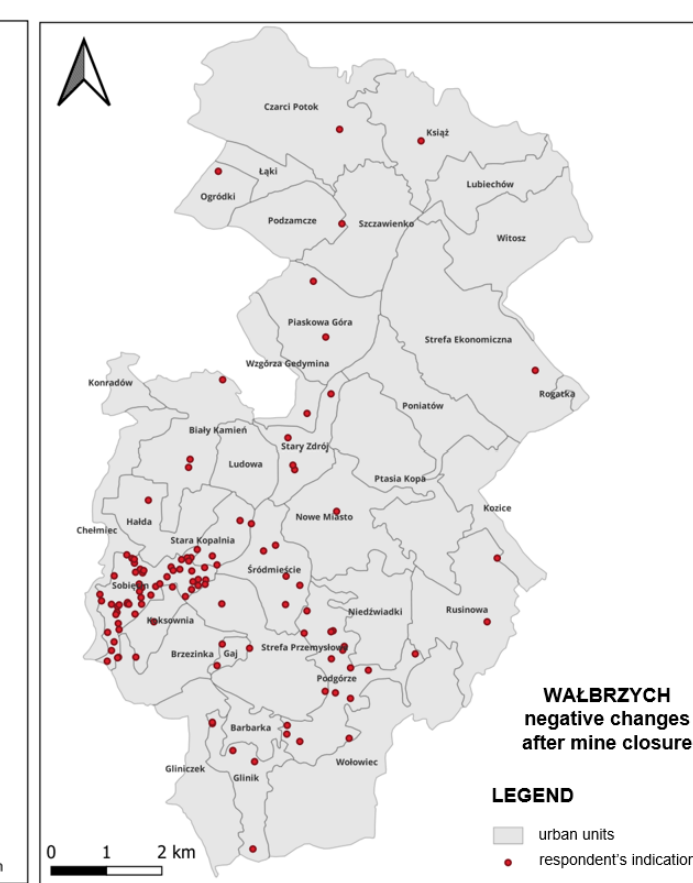 Czarci Potok
Książ
Łąki
Ogródki
Lubiechów
Podzamcze
Szczawienko
Witosz
Piaskowa Góra
Strefa Ekonomiczna
Wzgórza Gedymina
Konradów
Rogatka
Poniatów
Biały Kamień
Stary Zdrój
Ludowa
Ptasia Kopa
Kozice
Hałda
Nowe Miasto
Chełmiec
Stara Kopalnia
Śródmieście
Sobięcin
Niedźwiadki
Rusinowa
Koksownia
Strefa Przemysłowa
Brzezinka
Gaj
Podgórze
WAŁBRZYCH
negative changes
after mine closure
Barbarka
Wołowiec
Gliniczek
Glinik
LEGEND
urban units
respondent's indication
0 1 2 km